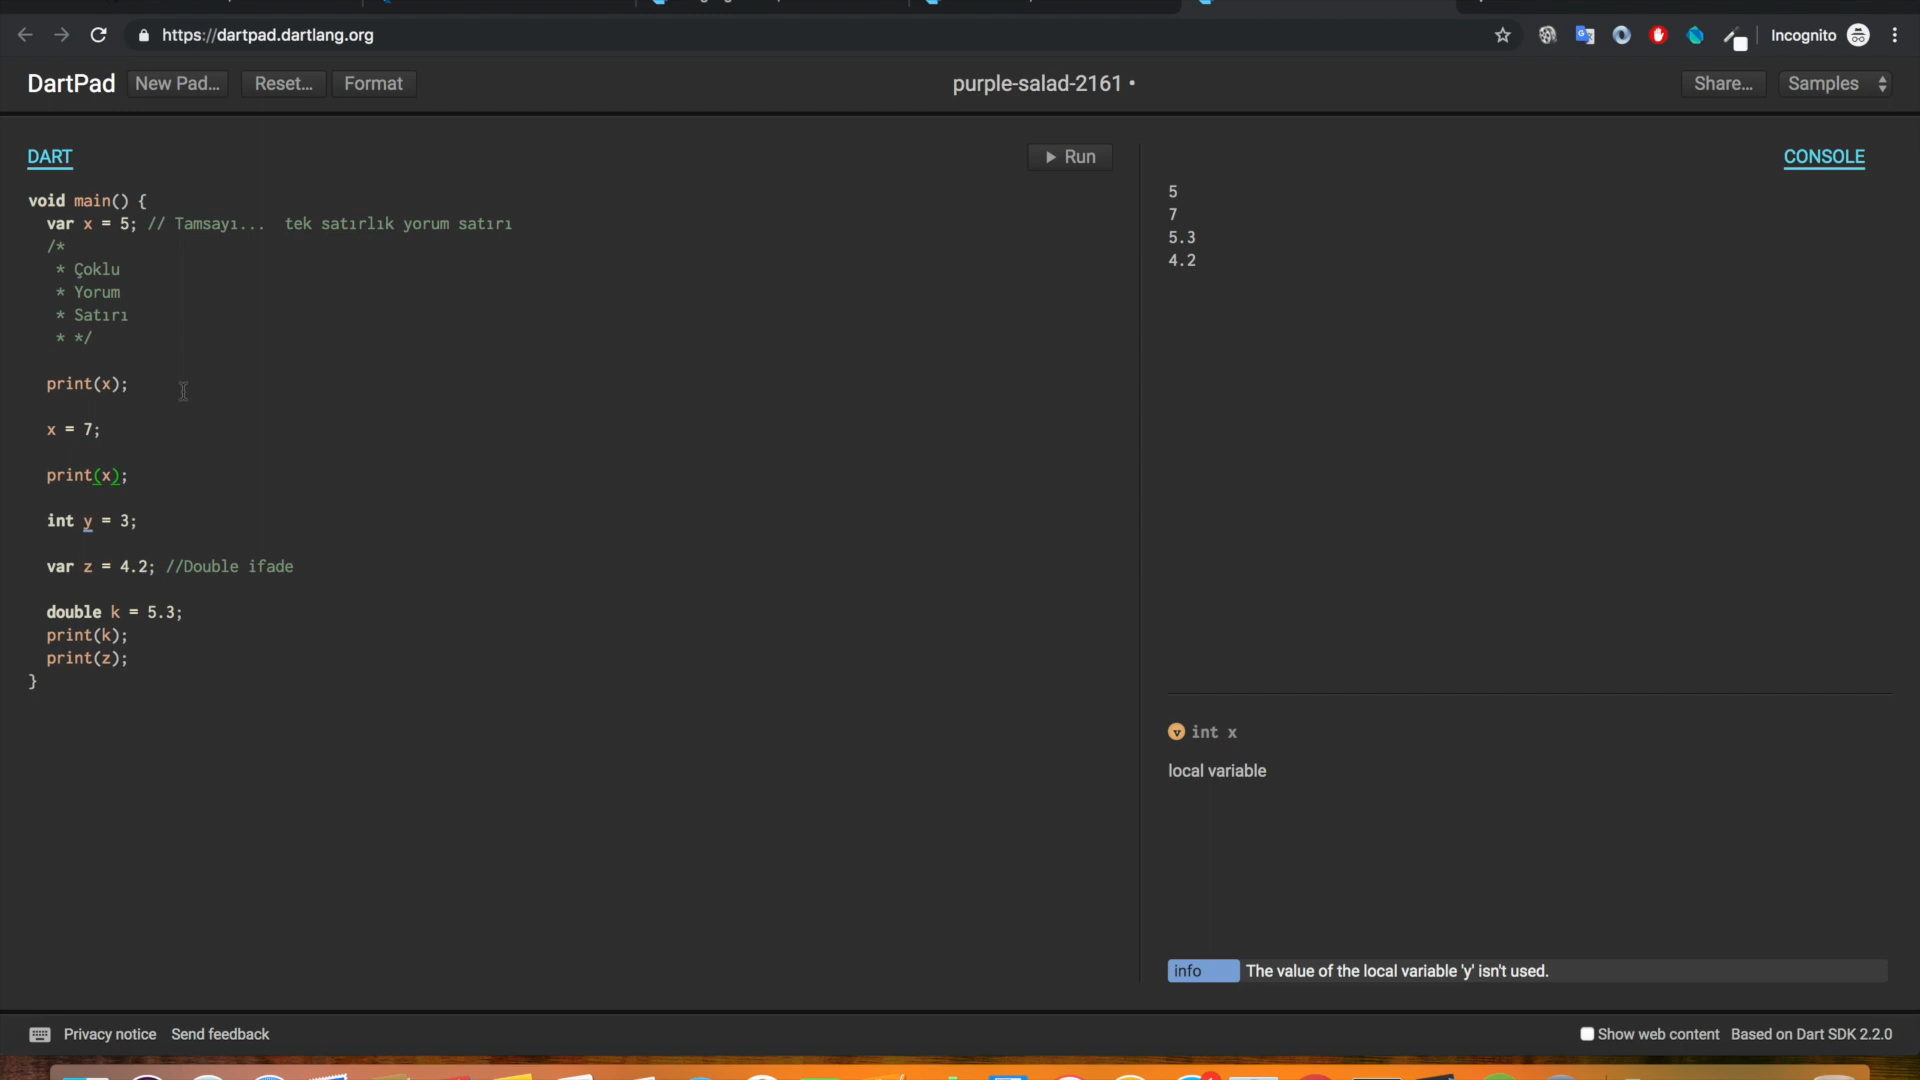 https://dartpad.dartlang.org
Incognito
DartPad New Pad... Reset... Format purple-salad-2161 • Share... Samples
DART
Run
CONSOLE
void main() {
  var x = 5; // Tamsayı...  tek satırlık yorum satırı
  /*
   * Çoklu
   * Yorum
   * Satırı
   * */
  print(x);
  x = 7;
  print(x);
  int y = 3;
  var z = 4.2; //Double ifade
  double k = 5.3;
  print(k);
  print(z);
}
5
7
5.3
4.2
v int x
local variable
info The value of the local variable 'y' isn't used.
Privacy notice Send feedback
Show web content Based on Dart SDK 2.2.0